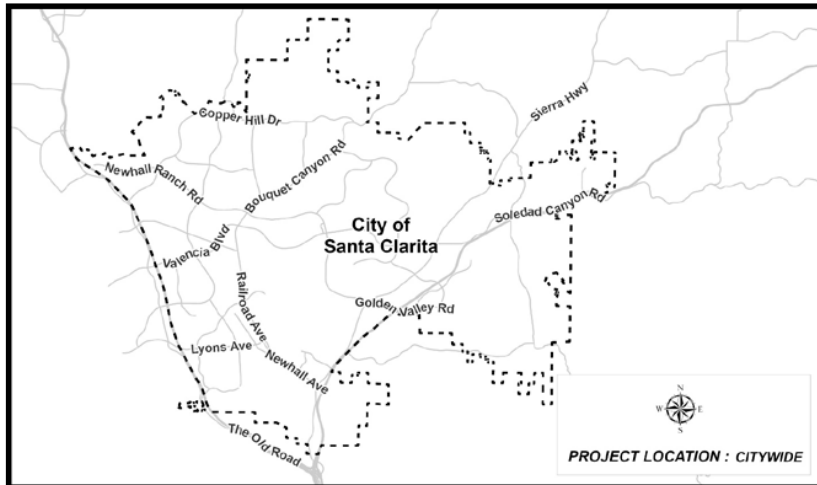 Sierra Hwy
Copper Hill Dr
Bouquet Canyon Rd
Newhall Ranch Rd
Soledad Canyon Rd
City of
Santa Clarita
Valencia Blvd
Railroad Ave
Golden Valley Rd
Lyons Ave
Newhall Ave
The Old Road
N
W E
S
PROJECT LOCATION : CITYWIDE